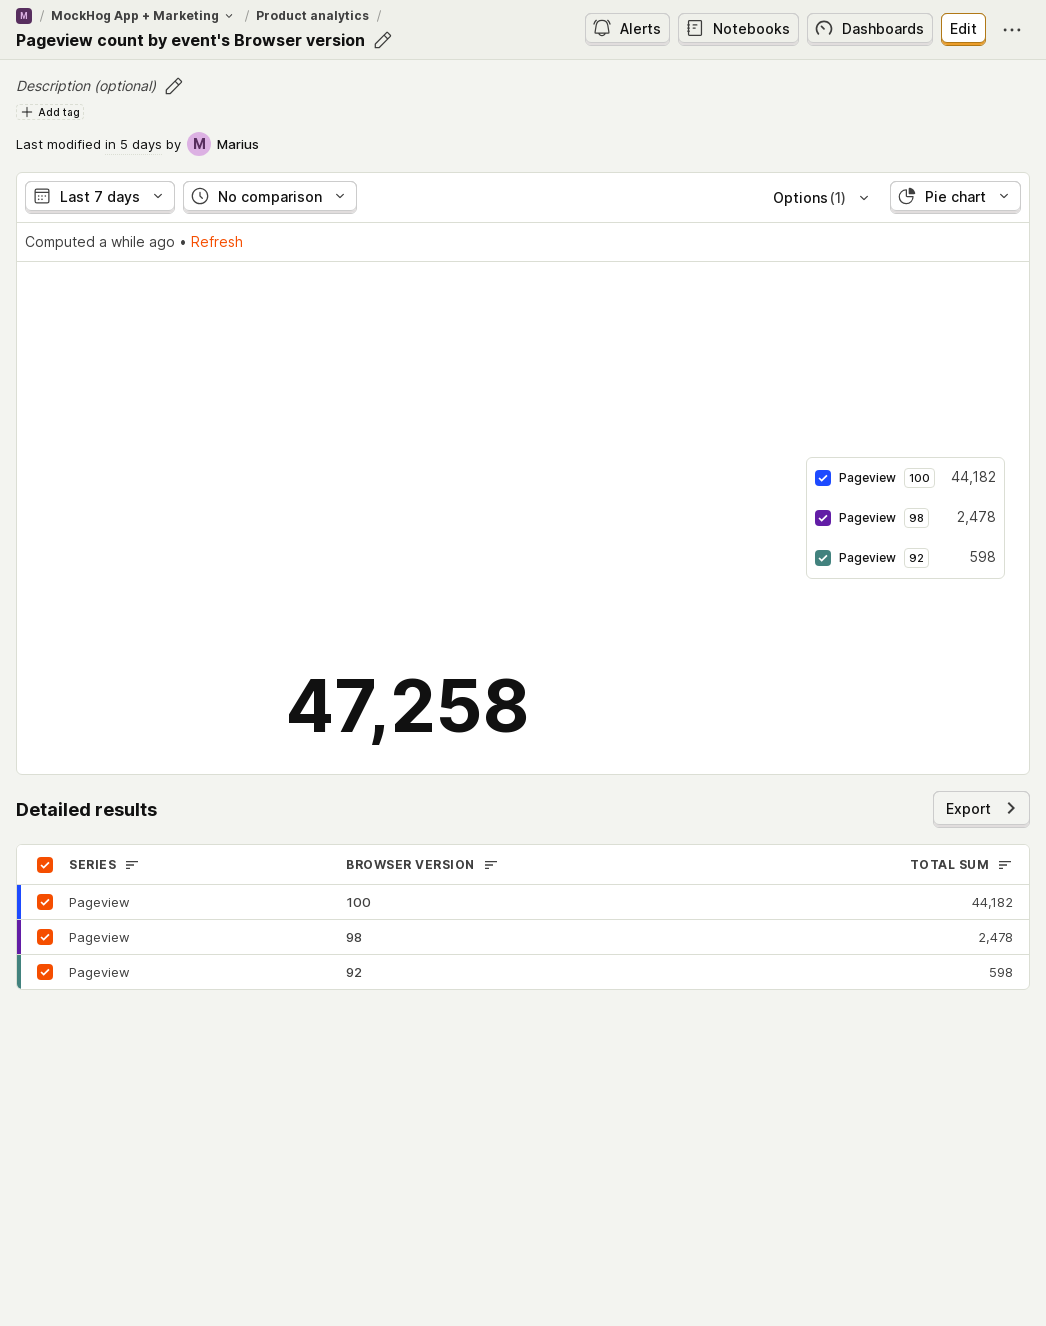 M / MockHog App + Marketing / Product analytics /
Pageview count by event's Browser version
Alerts Notebooks Dashboards Edit
Description (optional)
Add tag
Last modified in 5 days by M Marius
Last 7 days No comparison Options (1) Pie chart
Computed a while ago • Refresh
Pageview 100 44,182
Pageview 98 2,478
Pageview 92 598
47,258
Detailed results
Export
SERIES BROWSER VERSION TOTAL SUM
Pageview 100 44,182
Pageview 98 2,478
Pageview 92 598